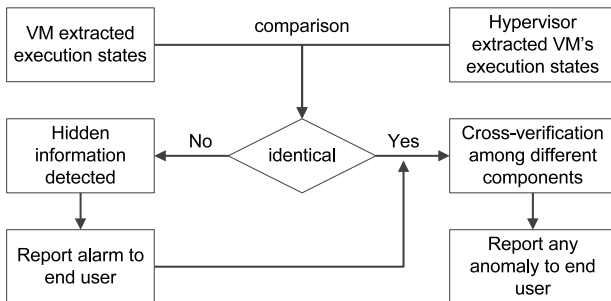 VM extracted
execution states
comparison
Hypervisor
extracted VM's
execution states
Hidden
information
detected
No
identical
Yes
Cross-verification
among different
components
Report alarm to
end user
Report any
anomaly to end
user